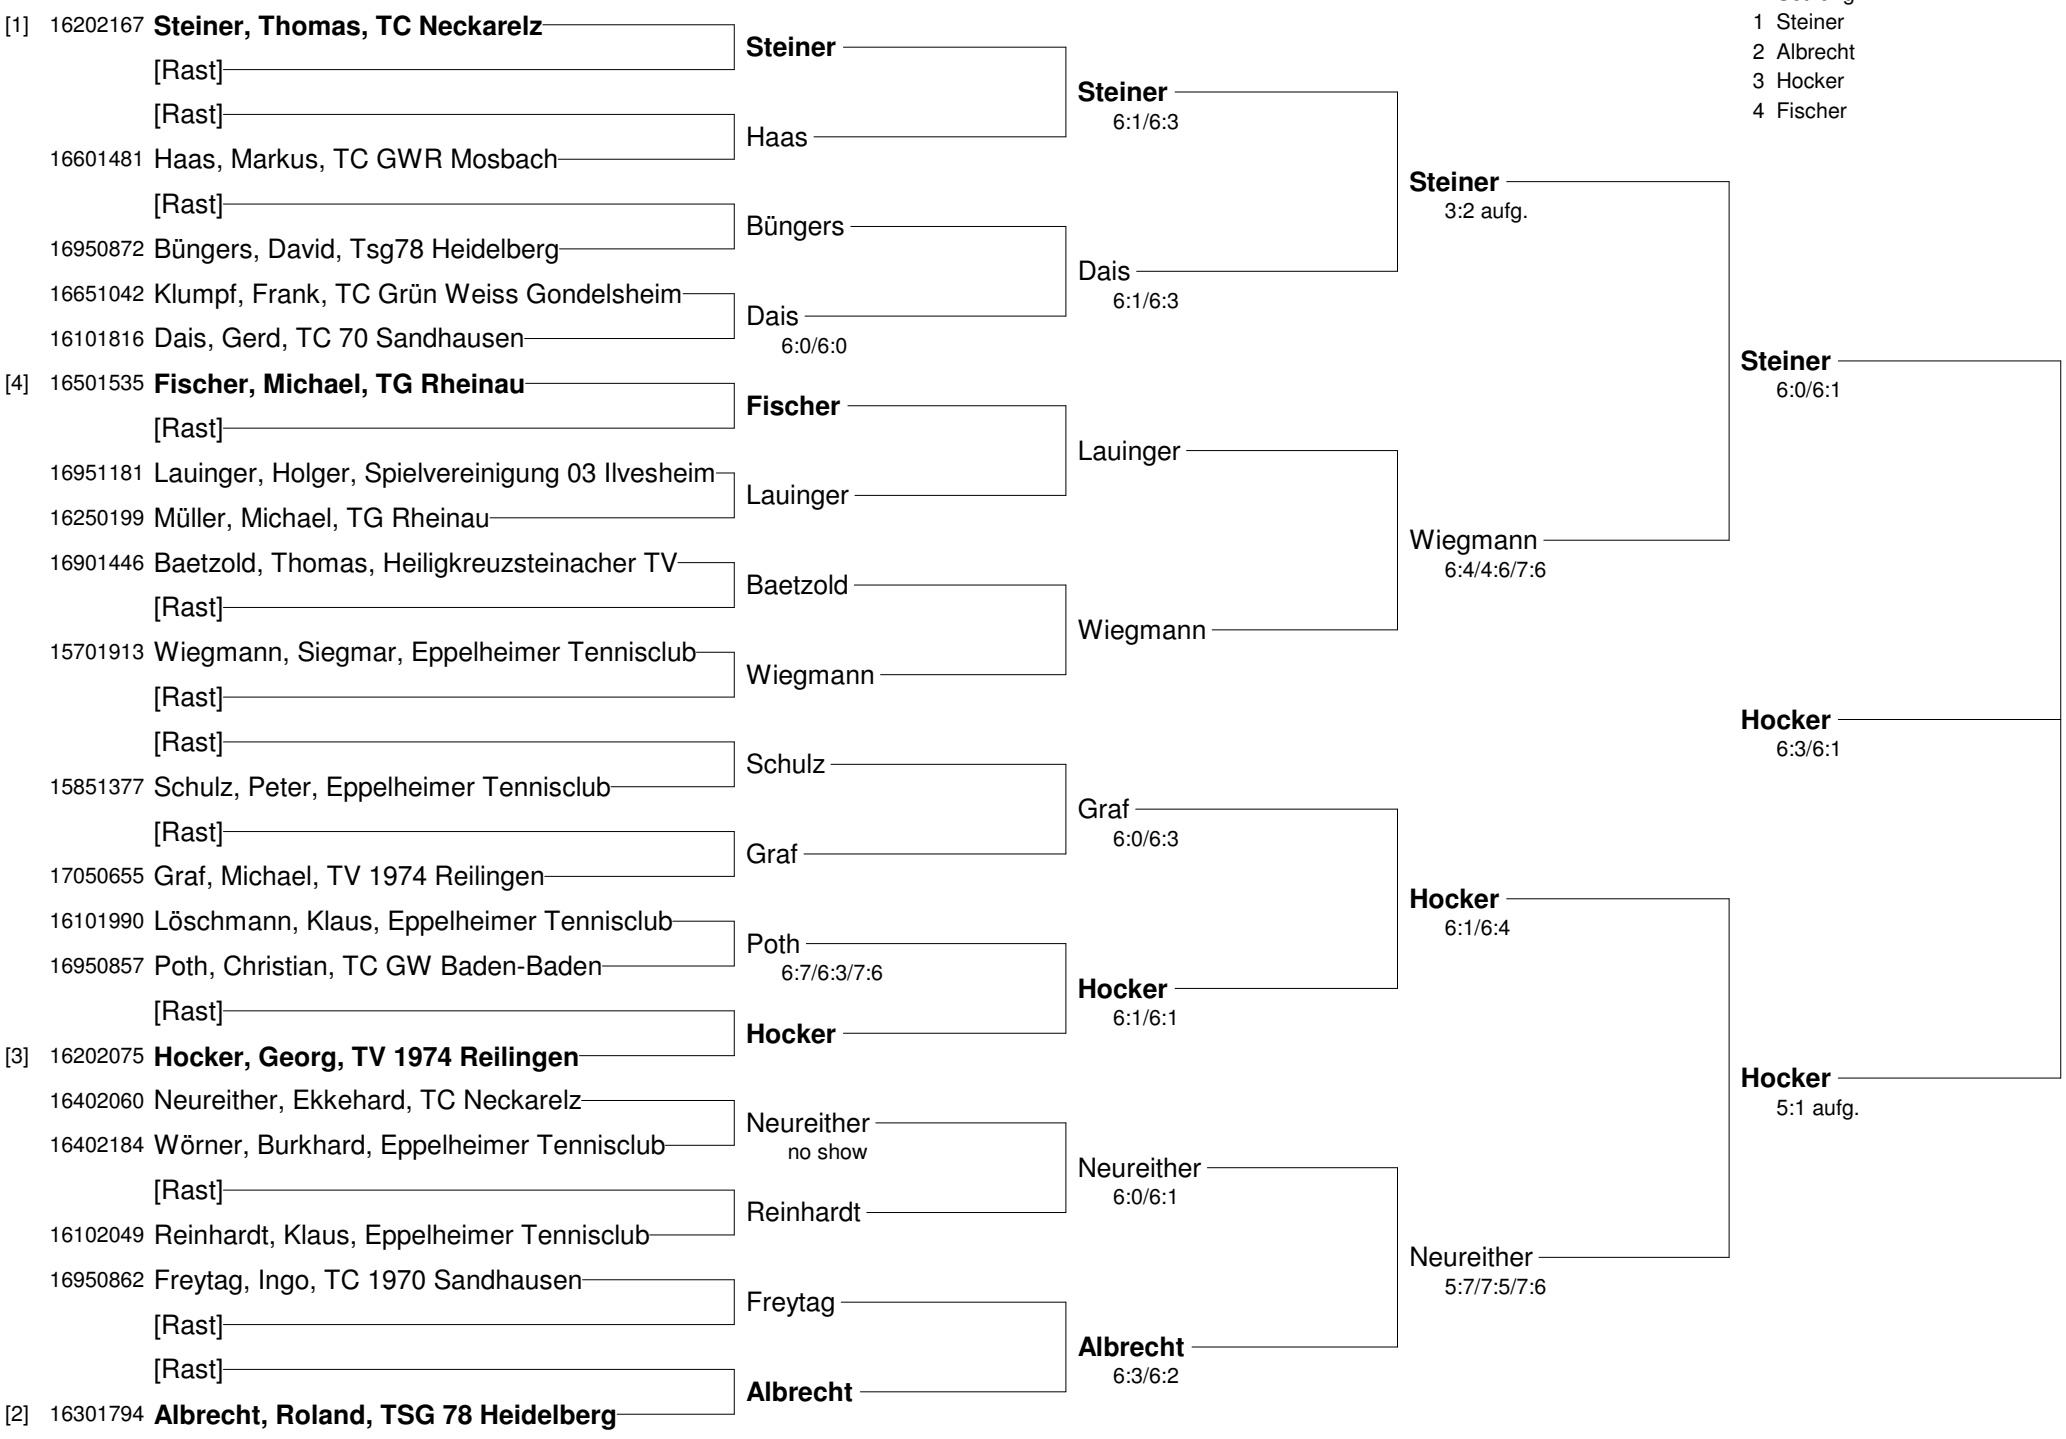 1 Steiner
2 Albrecht
3 Hocker
4 Fischer
[1] 16202167 Steiner, Thomas, TC Neckarelz
[Rast]
[Rast]
16601481 Haas, Markus, TC GWR Mosbach
[Rast]
16950872 Büngers, David, Tsg78 Heidelberg
16651042 Klumpf, Frank, TC Grün Weiss Gondelsheim
16101816 Dais, Gerd, TC 70 Sandhausen
[4] 16501535 Fischer, Michael, TG Rheinau
[Rast]
16951181 Lauinger, Holger, Spielvereinigung 03 Ilvesheim
16250199 Müller, Michael, TG Rheinau
16901446 Baetzold, Thomas, Heiligkreuzsteinacher TV
[Rast]
15701913 Wiegmann, Siegmar, Eppelheimer Tennisclub
[Rast]
[Rast]
15851377 Schulz, Peter, Eppelheimer Tennisclub
[Rast]
17050655 Graf, Michael, TV 1974 Reilingen
16101990 Löschmann, Klaus, Eppelheimer Tennisclub
16950857 Poth, Christian, TC GW Baden-Baden
[Rast]
[3] 16202075 Hocker, Georg, TV 1974 Reilingen
16402060 Neureither, Ekkehard, TC Neckarelz
16402184 Wörner, Burkhard, Eppelheimer Tennisclub
[Rast]
16102049 Reinhardt, Klaus, Eppelheimer Tennisclub
16950862 Freytag, Ingo, TC 1970 Sandhausen
[Rast]
[Rast]
[2] 16301794 Albrecht, Roland, TSG 78 Heidelberg
Steiner
Haas
Büngers
Dais
6:0/6:0
Fischer
Lauinger
Baetzold
Wiegmann
Schulz
Graf
Poth
6:7/6:3/7:6
Hocker
Neureither
no show
Reinhardt
Freytag
Albrecht
Steiner
6:1/6:3
Dais
6:1/6:3
Lauinger
Wiegmann
Graf
6:0/6:3
Hocker
6:1/6:1
Neureither
6:0/6:1
Albrecht
6:3/6:2
Steiner
3:2 aufg.
Wiegmann
6:4/4:6/7:6
Hocker
6:1/6:4
Neureither
5:7/7:5/7:6
Steiner
6:0/6:1
Hocker
6:3/6:1
Hocker
5:1 aufg.